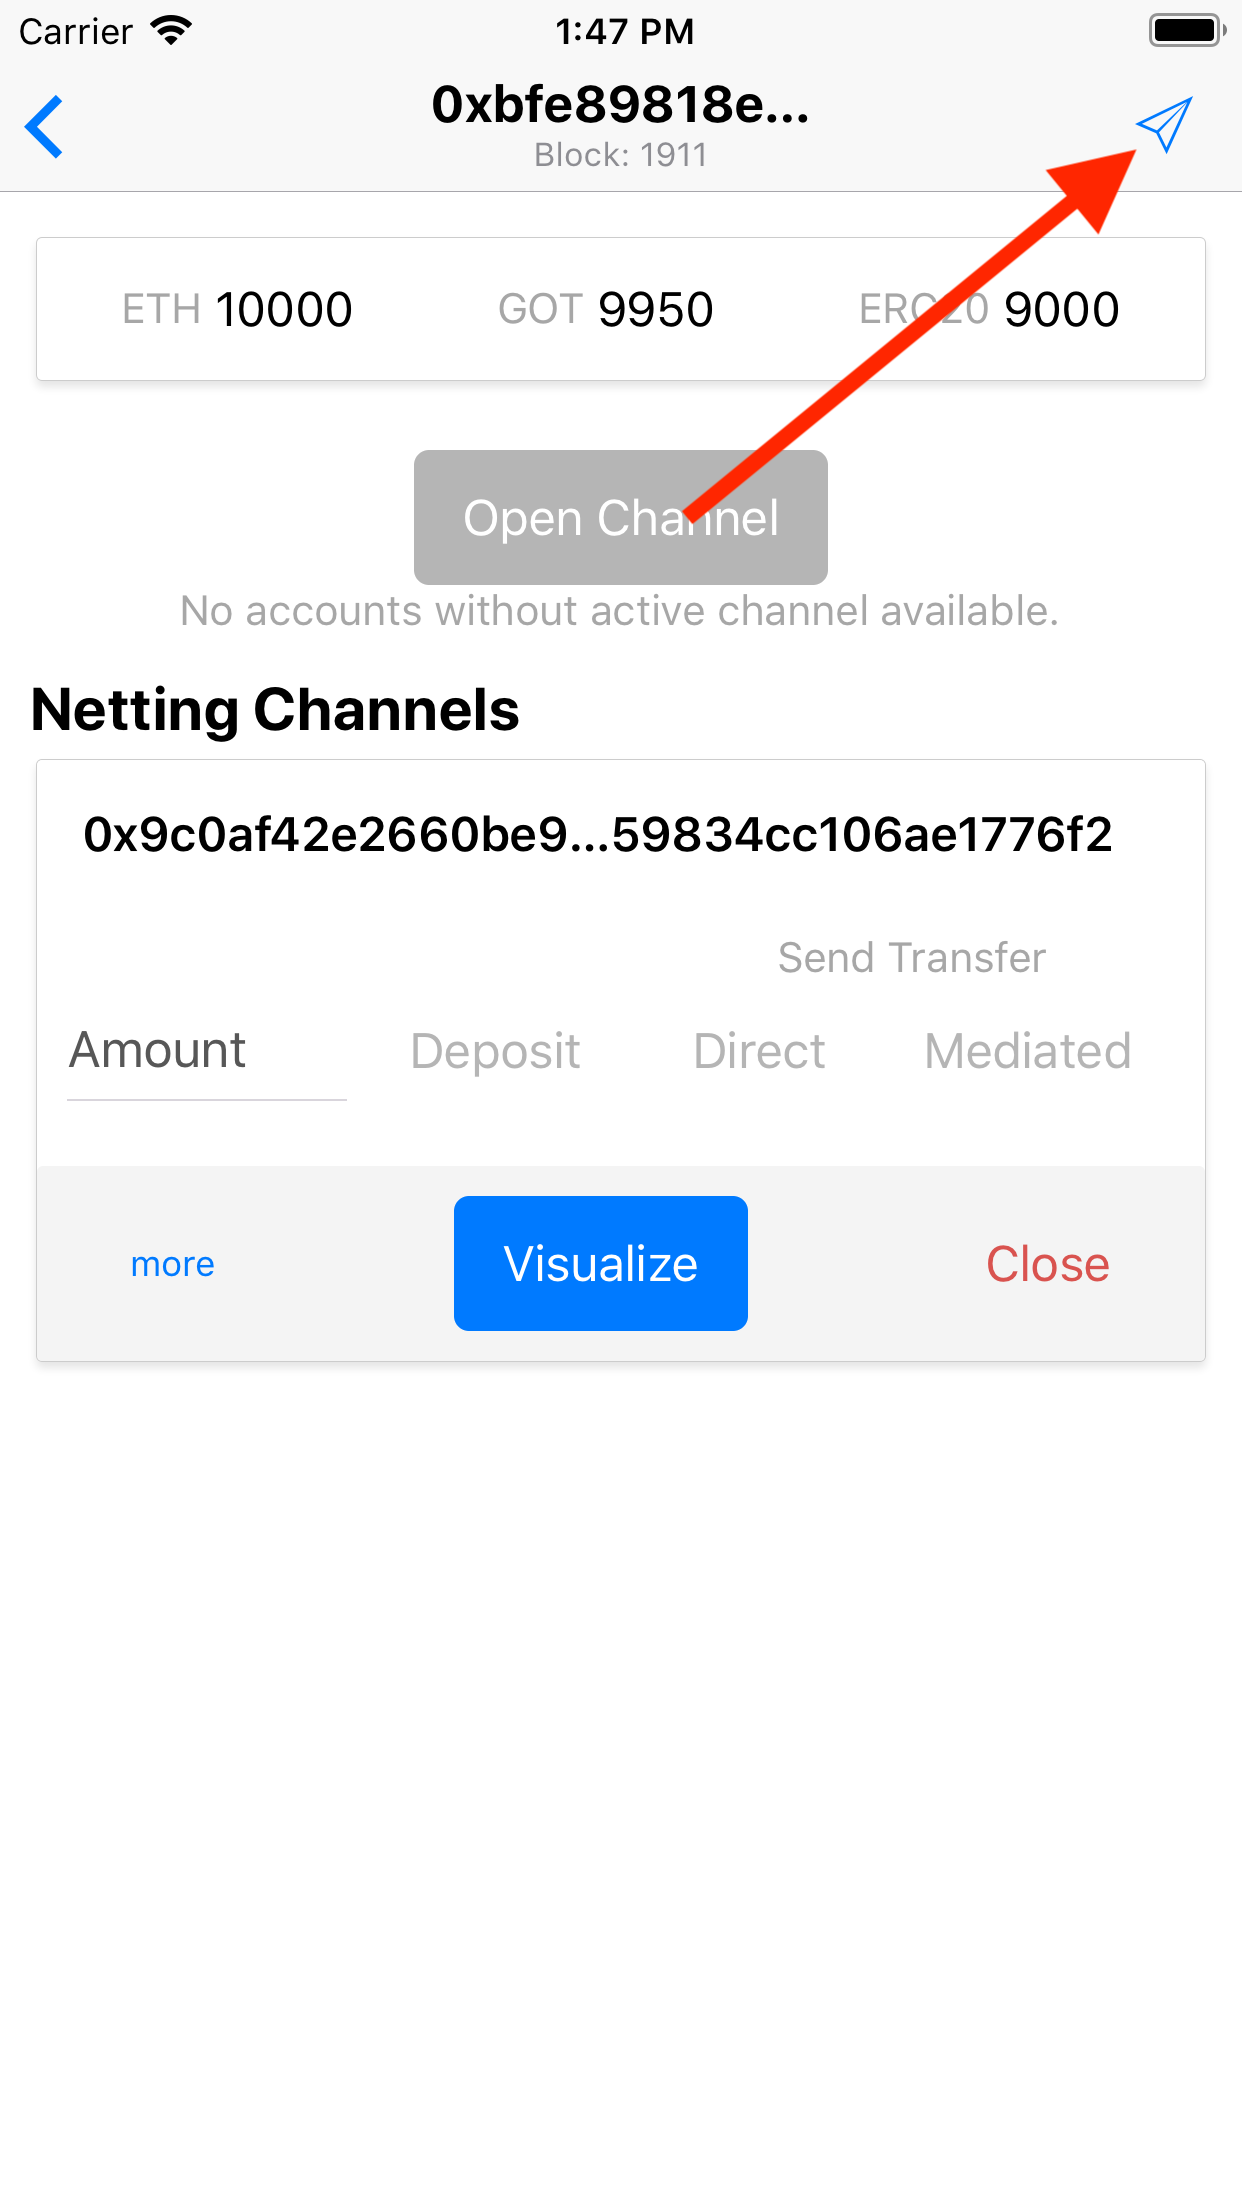 Carrier 1:47 PM
0xbfe89818e...
Block: 1911
ETH 10000 GOT 9950 ERC20 9000
Open Channel
No accounts without active channel available.
Netting Channels
0x9c0af42e2660be9...59834cc106ae1776f2
Send Transfer
Amount Deposit Direct Mediated
more Visualize Close